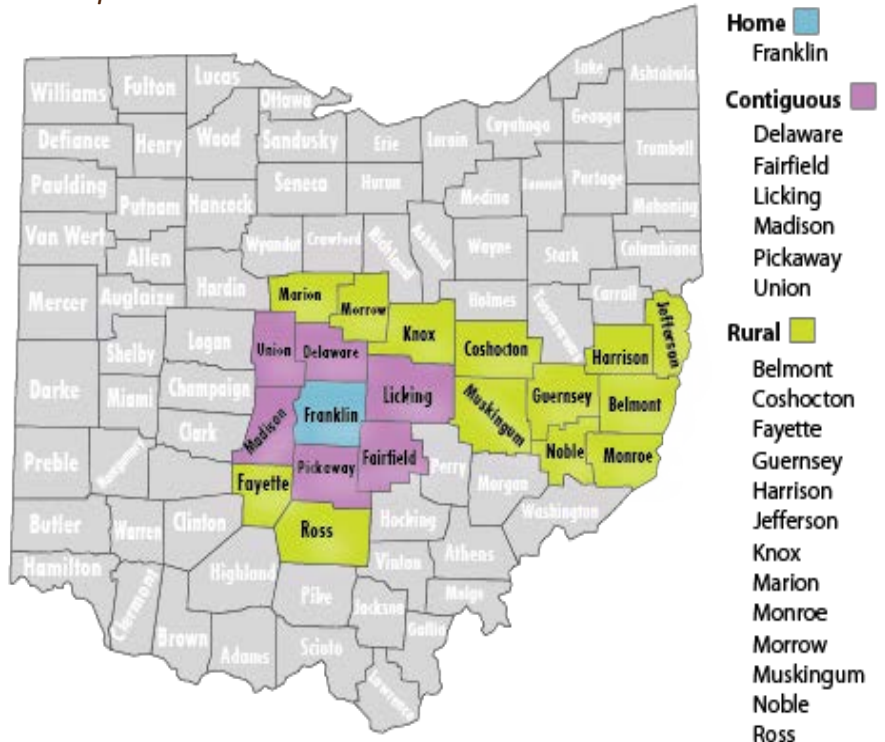 Home
Franklin
Contiguous
Delaware
Fairfield
Licking
Madison
Pickaway
Union
Rural
Belmont
Coshocton
Fayette
Guernsey
Harrison
Jefferson
Knox
Marion
Monroe
Morrow
Muskingum
Noble
Ross
Williams
Fulton
Lucas
Ottawa
Lake
Ashtabula
Defiance
Henry
Wood
Sandusky
Erie
Lorain
Cuyahoga
Geauga
Trumball
Paulding
Putnam
Hancock
Seneca
Huron
Medina
Summit
Portage
Mahoning
Van Wert
Allen
Wyandot
Crawford
Richland
Ashland
Wayne
Stark
Columbiana
Mercer
Auglaize
Hardin
Marion
Morrow
Knox
Holmes
Tuscarawas
Carroll
Jefferson
Shelby
Logan
Union
Delaware
Coshocton
Harrison
Darke
Miami
Champaign
Clark
Madison
Franklin
Licking
Muskingum
Guernsey
Belmont
Preble
Montgomery
Fayette
Pickaway
Fairfield
Perry
Morgan
Noble
Monroe
Butler
Warren
Clinton
Ross
Hocking
Washington
Hamilton
Clermont
Highland
Vinton
Athens
Brown
Adams
Pike
Jackson
Meigs
Scioto
Gallia
Lawrence